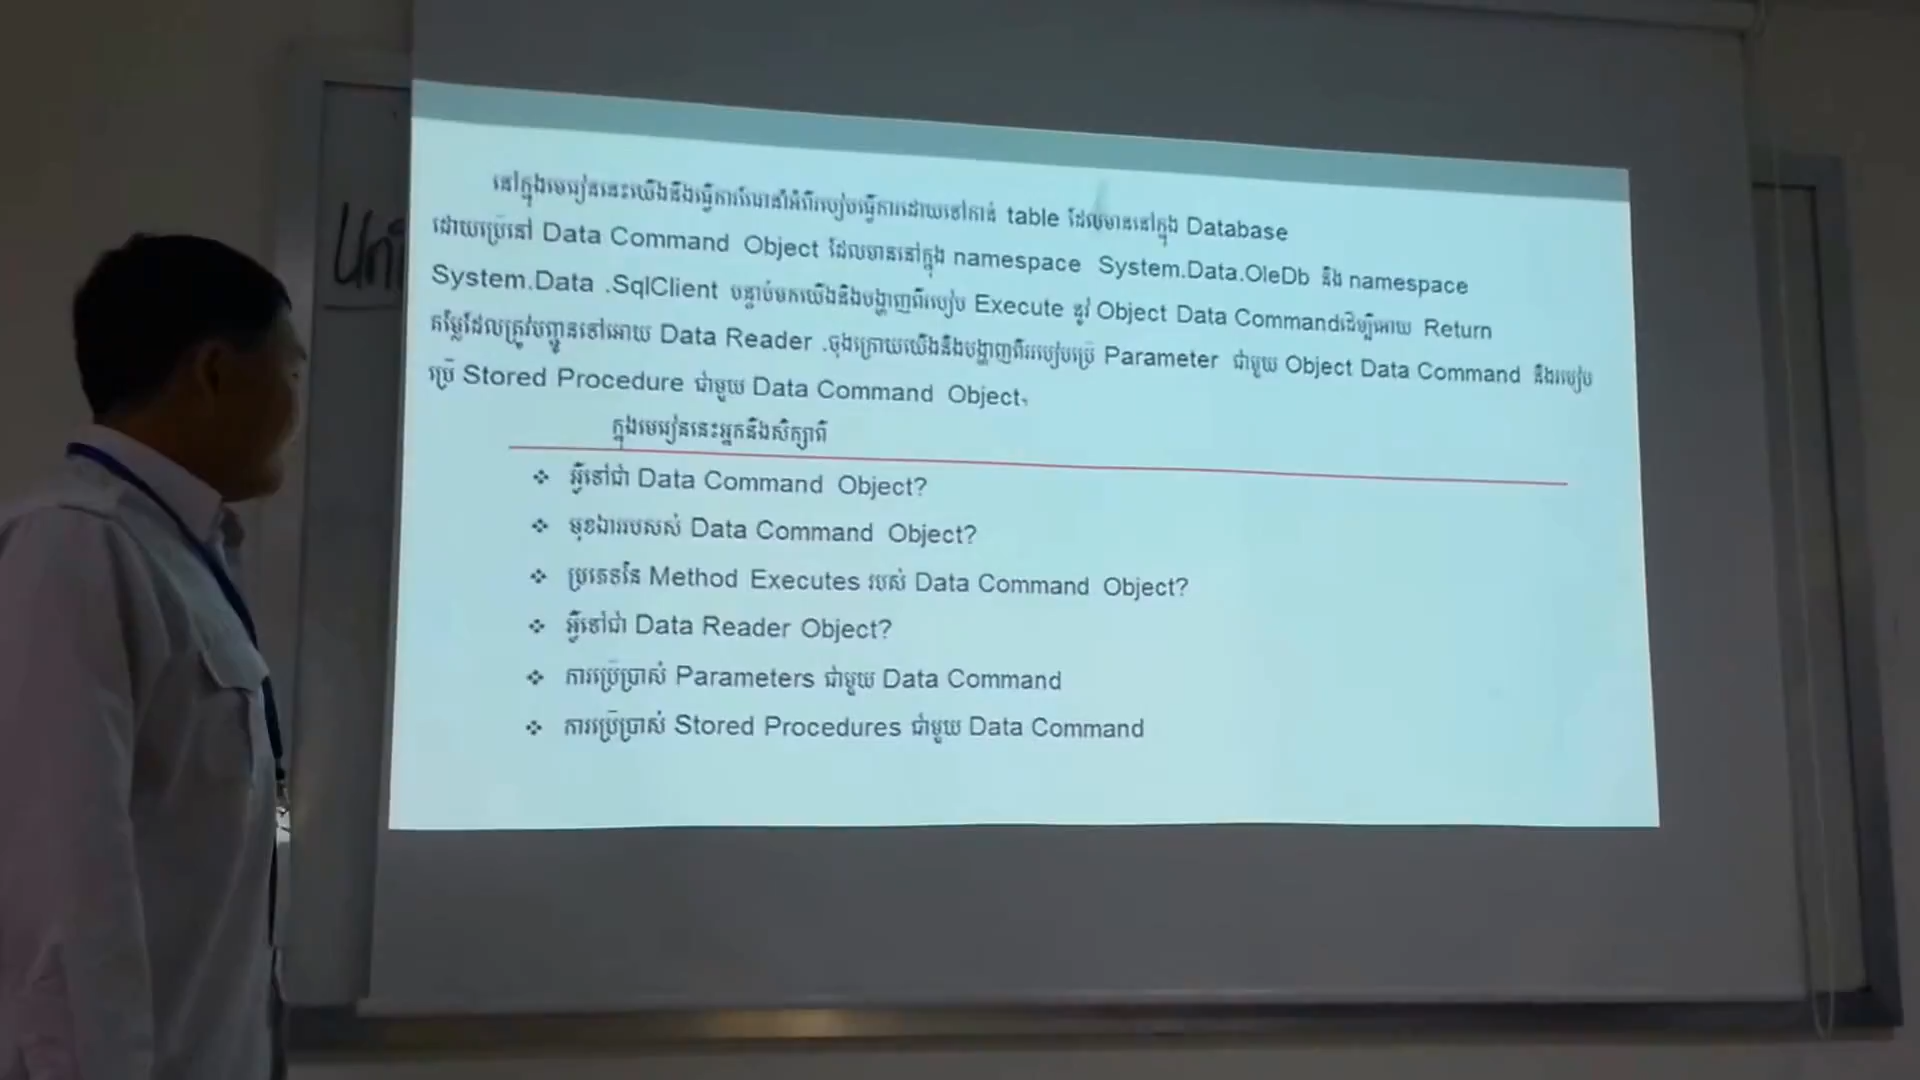 Uni
នៅក្នុងមេរៀននេះយើងនឹងធ្វើការណែនាំអំពីរបៀបធ្វើការដោយទៅកាន់ table ដែលមាននៅក្នុង Database
ដោយប្រើនៅ Data Command Object ដែលមាននៅក្នុង namespace System.Data.OleDb និង namespace
System.Data .SqlClient បន្ទាប់មកយើងនឹងបង្ហាញពីរបៀប Execute នូវ Object Data Commandដើម្បីអោយ Return
តម្លៃដែលត្រូវបញ្ជូនទៅអោយ Data Reader .ចុងក្រោយយើងនឹងបង្ហាញពីរបៀបប្រើ Parameter ជាមួយ Object Data Command និងរបៀប
ប្រើ Stored Procedure ជាមួយ Data Command Object,
ក្នុងមេរៀននេះអ្នកនឹងសិក្សាពី
❖ អ្វីទៅជា Data Command Object?
❖ មុខងាររបសស់ Data Command Object?
❖ ប្រភេទនៃ Method Executes របស់ Data Command Object?
❖ អ្វីទៅជា Data Reader Object?
❖ ការប្រើប្រាស់ Parameters ជាមួយ Data Command
❖ ការប្រើប្រាស់ Stored Procedures ជាមួយ Data Command